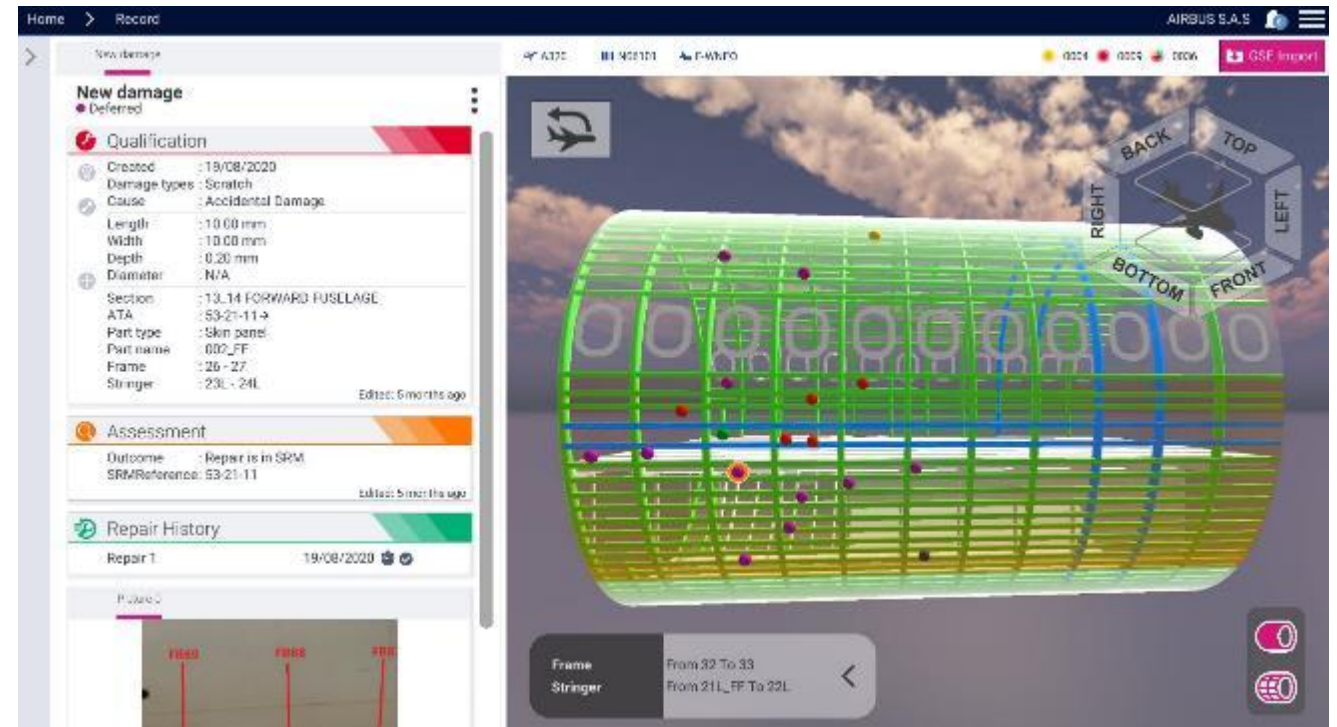 Home > Record
AIRBUS S.A.S
New damage
A320
GSE Import
New damage
Deferred
Qualification
Created : 19/08/2020
Damage types : Scratch
Cause : Accidental Damage
Length : 10.00 mm
Width : 10.00 mm
Depth : 0.20 mm
Diameter : N/A
Section : 13_14 FORWARD FUSELAGE
ATA : 53-21-11
Part type : Skin panel
Part name : 002_FF
Frame : 26 - 27
Stringer : 23L - 24L
Edited: 5 months ago
Assessment
Outcome : Repair is in SRM
SRMReference: 53-21-11
Edited: 5 months ago
Repair History
Repair 1 19/08/2020
BACK
TOP
RIGHT
LEFT
BOTTOM
FRONT
Frame From 32 To 33
Stringer From 21L_FF To 22L